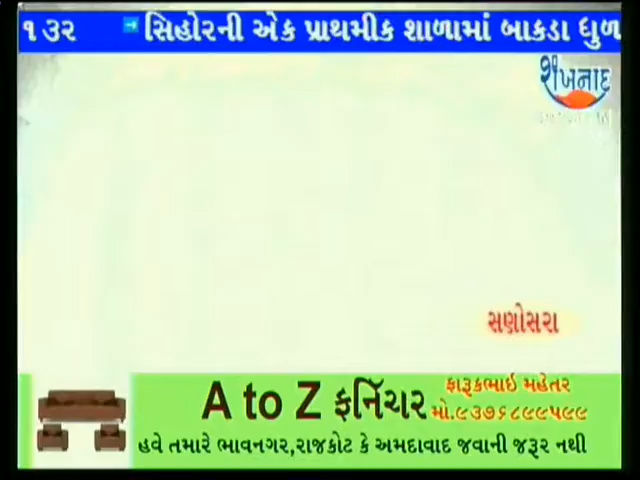 ૧૩૨ સિહોરની એક પ્રાથમીક શાળામાં બાકડા ધુળ
શંખનાદ
સણોસરા
A to Z ફર્નિચર
ફારૂકભાઇ મહેતર
મો.૯૩૭૬૮૯૯૫૯૯
હવે તમારે ભાવનગર,રાજકોટ કે અમદાવાદ જવાની જરૂર નથી